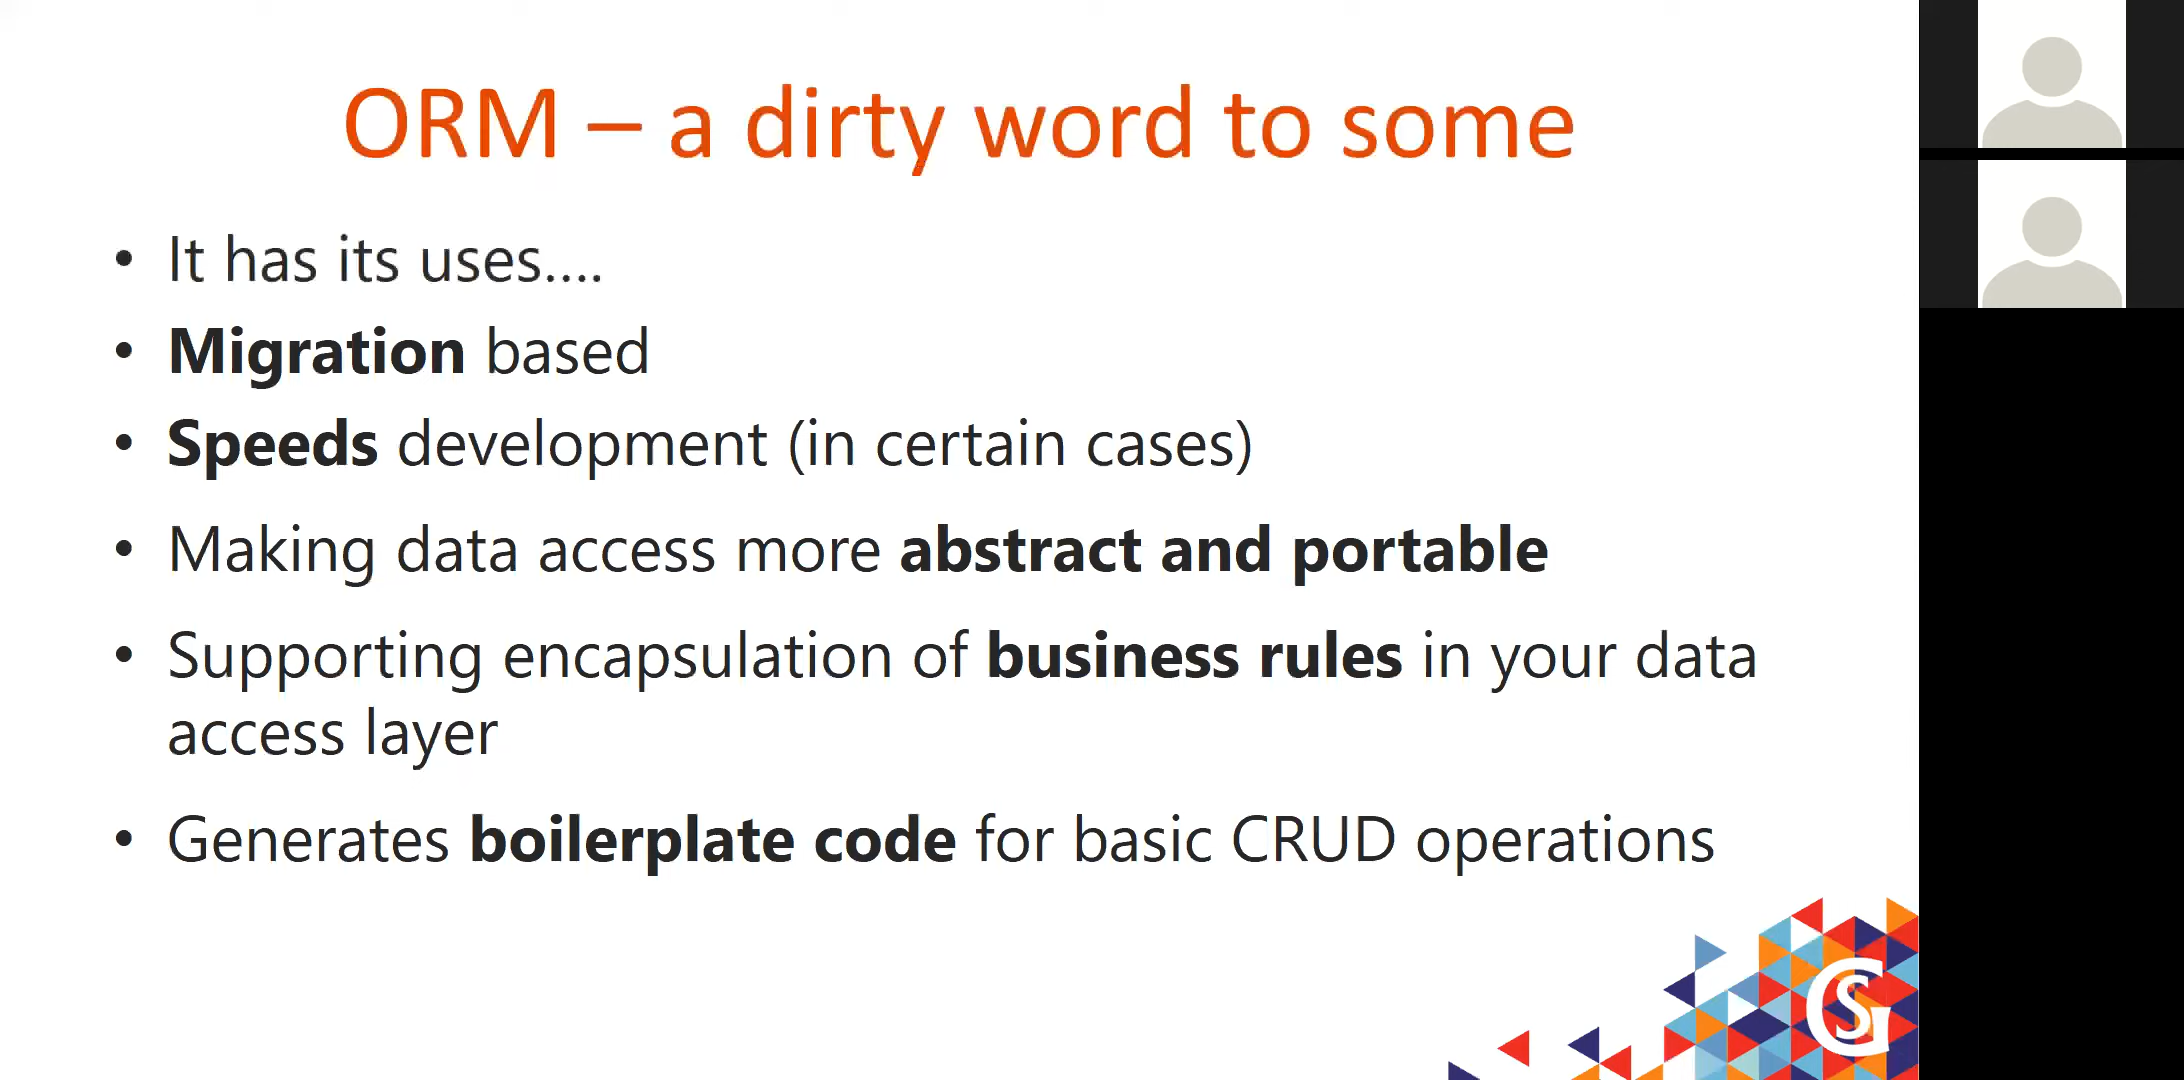 ORM – a dirty word to some
• It has its uses....
• Migration based
• Speeds development (in certain cases)
• Making data access more abstract and portable
• Supporting encapsulation of business rules in your data
access layer
• Generates boilerplate code for basic CRUD operations
GS